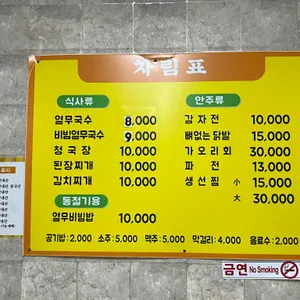 차림표
식사류
열무국수 8,000
비빔열무국수 9,000
청국장 10,000
된장찌개 10,000
김치찌개 10,000
동절기용
열무비빔밥 10,000
안주류
감자전 10,000
뼈없는 닭발 15,000
가오리회 30,000
파전 13,000
생선찜 小 15,000
大 30,000
공기밥:2,000 소주:5,000 맥주:5,000 막걸리:4,000 음료수:2,000
금연 No Smoking